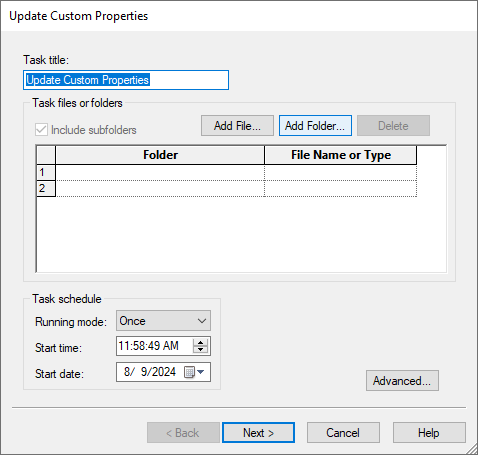 Update Custom Properties
Task title:
Update Custom Properties
Task files or folders
Include subfolders
Add File...
Add Folder...
Delete
Folder
File Name or Type
1
2
Task schedule
Running mode:
Once
Start time:
11:58:49 AM
Start date:
8/ 9/2024
Advanced...
< Back
Next >
Cancel
Help